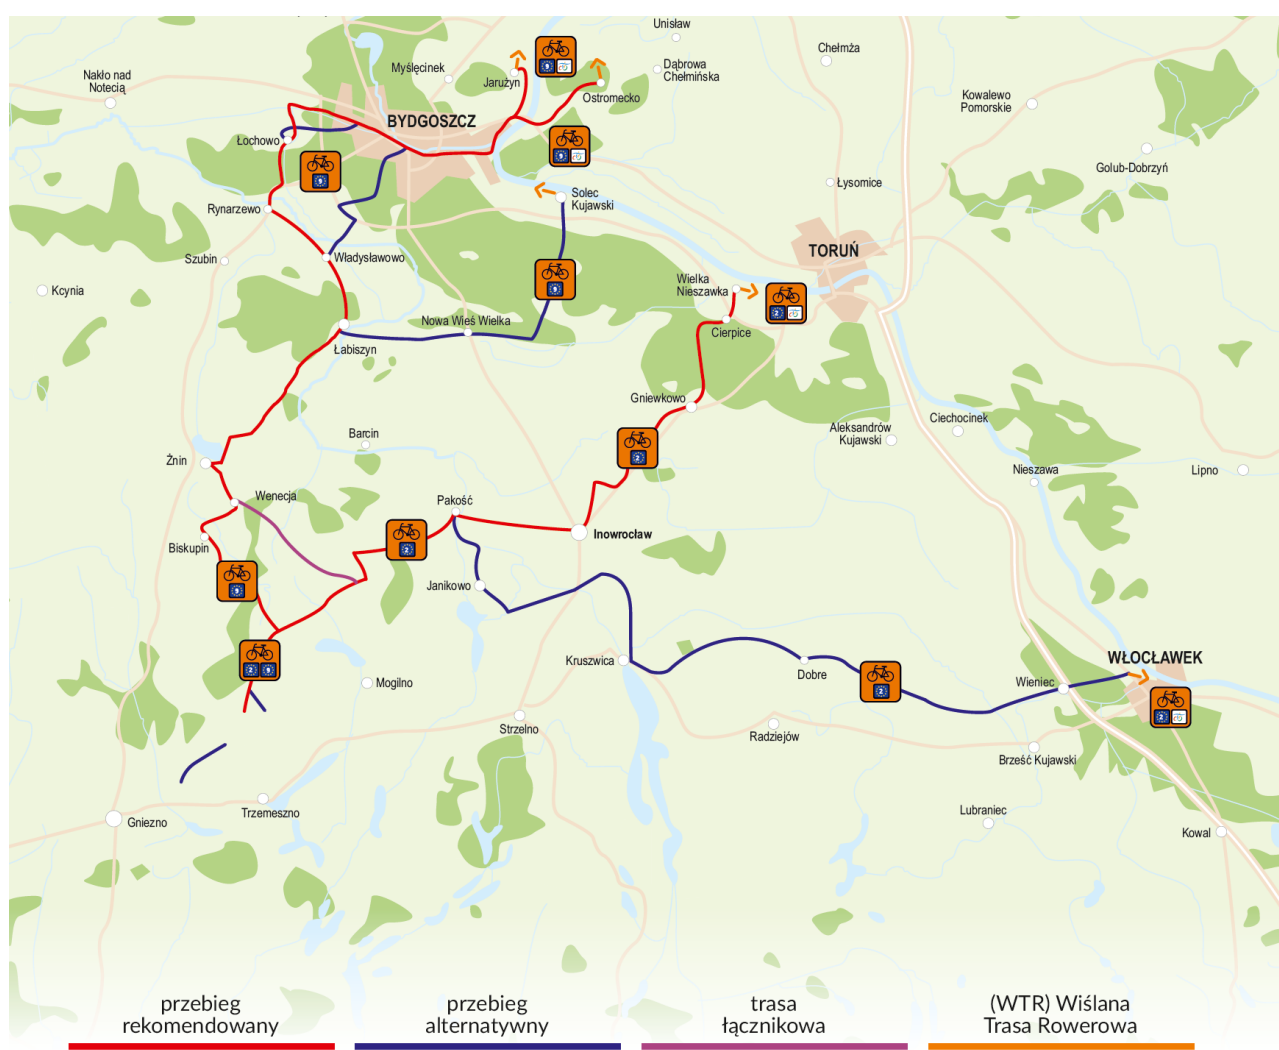 Unisław
Chełmża
Myślęcinek
Dąbrowa
Chełmińska
Nakło nad
Notecią
Jarużyn
Ostromecko
Kowalewo
Pomorskie
BYDGOSZCZ
Łochowo
Golub-Dobrzyń
Łysomice
Solec
Kujawski
Rynarzewo
TORUŃ
Szubin
Władysławowo
Wielka
Nieszawka
Kcynia
Nowa Wieś Wielka
Cierpice
Łabiszyn
Gniewkowo
Ciechocinek
Aleksandrów
Kujawski
Barcin
Żnin
Nieszawa
Lipno
Wenecja
Pakość
Inowrocław
Biskupin
Janikowo
WŁOCŁAWEK
Kruszwica
Dobre
Wieniec
Mogilno
Strzelno
Radziejów
Brześć Kujawski
Trzemeszno
Lubraniec
Gniezno
Kowal
przebieg
rekomendowany
przebieg
alternatywny
trasa
łącznikowa
(WTR) Wiślana
Trasa Rowerowa